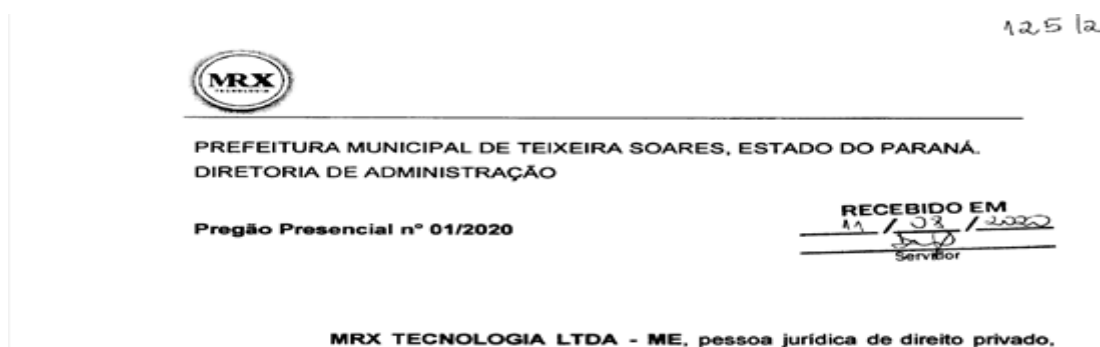 125/2
MRX
TECNOLOGIA
PREFEITURA MUNICIPAL DE TEIXEIRA SOARES, ESTADO DO PARANÁ.
DIRETORIA DE ADMINISTRAÇÃO
RECEBIDO EM
11 / 03 / 2020
Pregão Presencial nº 01/2020
Servidor
MRX TECNOLOGIA LTDA - ME, pessoa jurídica de direito privado,